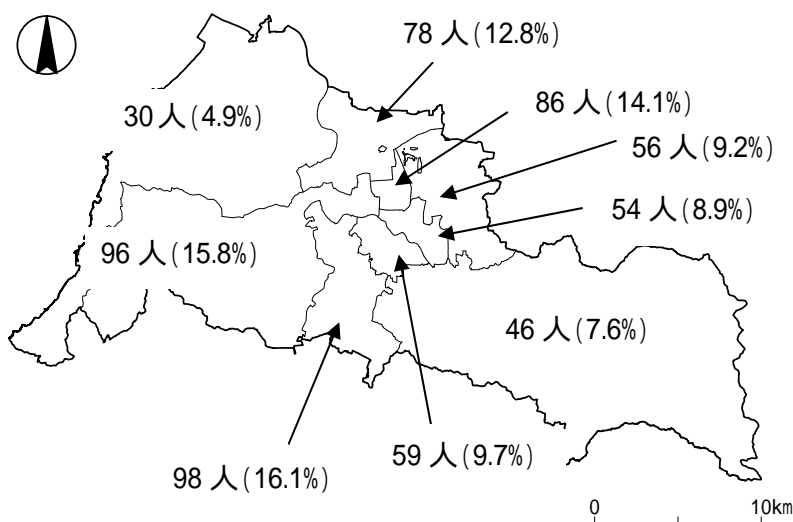 78 人(12.8%)
86 人(14.1%)
30 人(4.9%)
56 人(9.2%)
54 人(8.9%)
96 人(15.8%)
46 人(7.6%)
59 人(9.7%)
98 人(16.1%)
0 10km